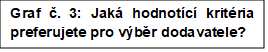 Graf č. 3: Jaká hodnotící kritéria
preferujete pro výběr dodavatele?